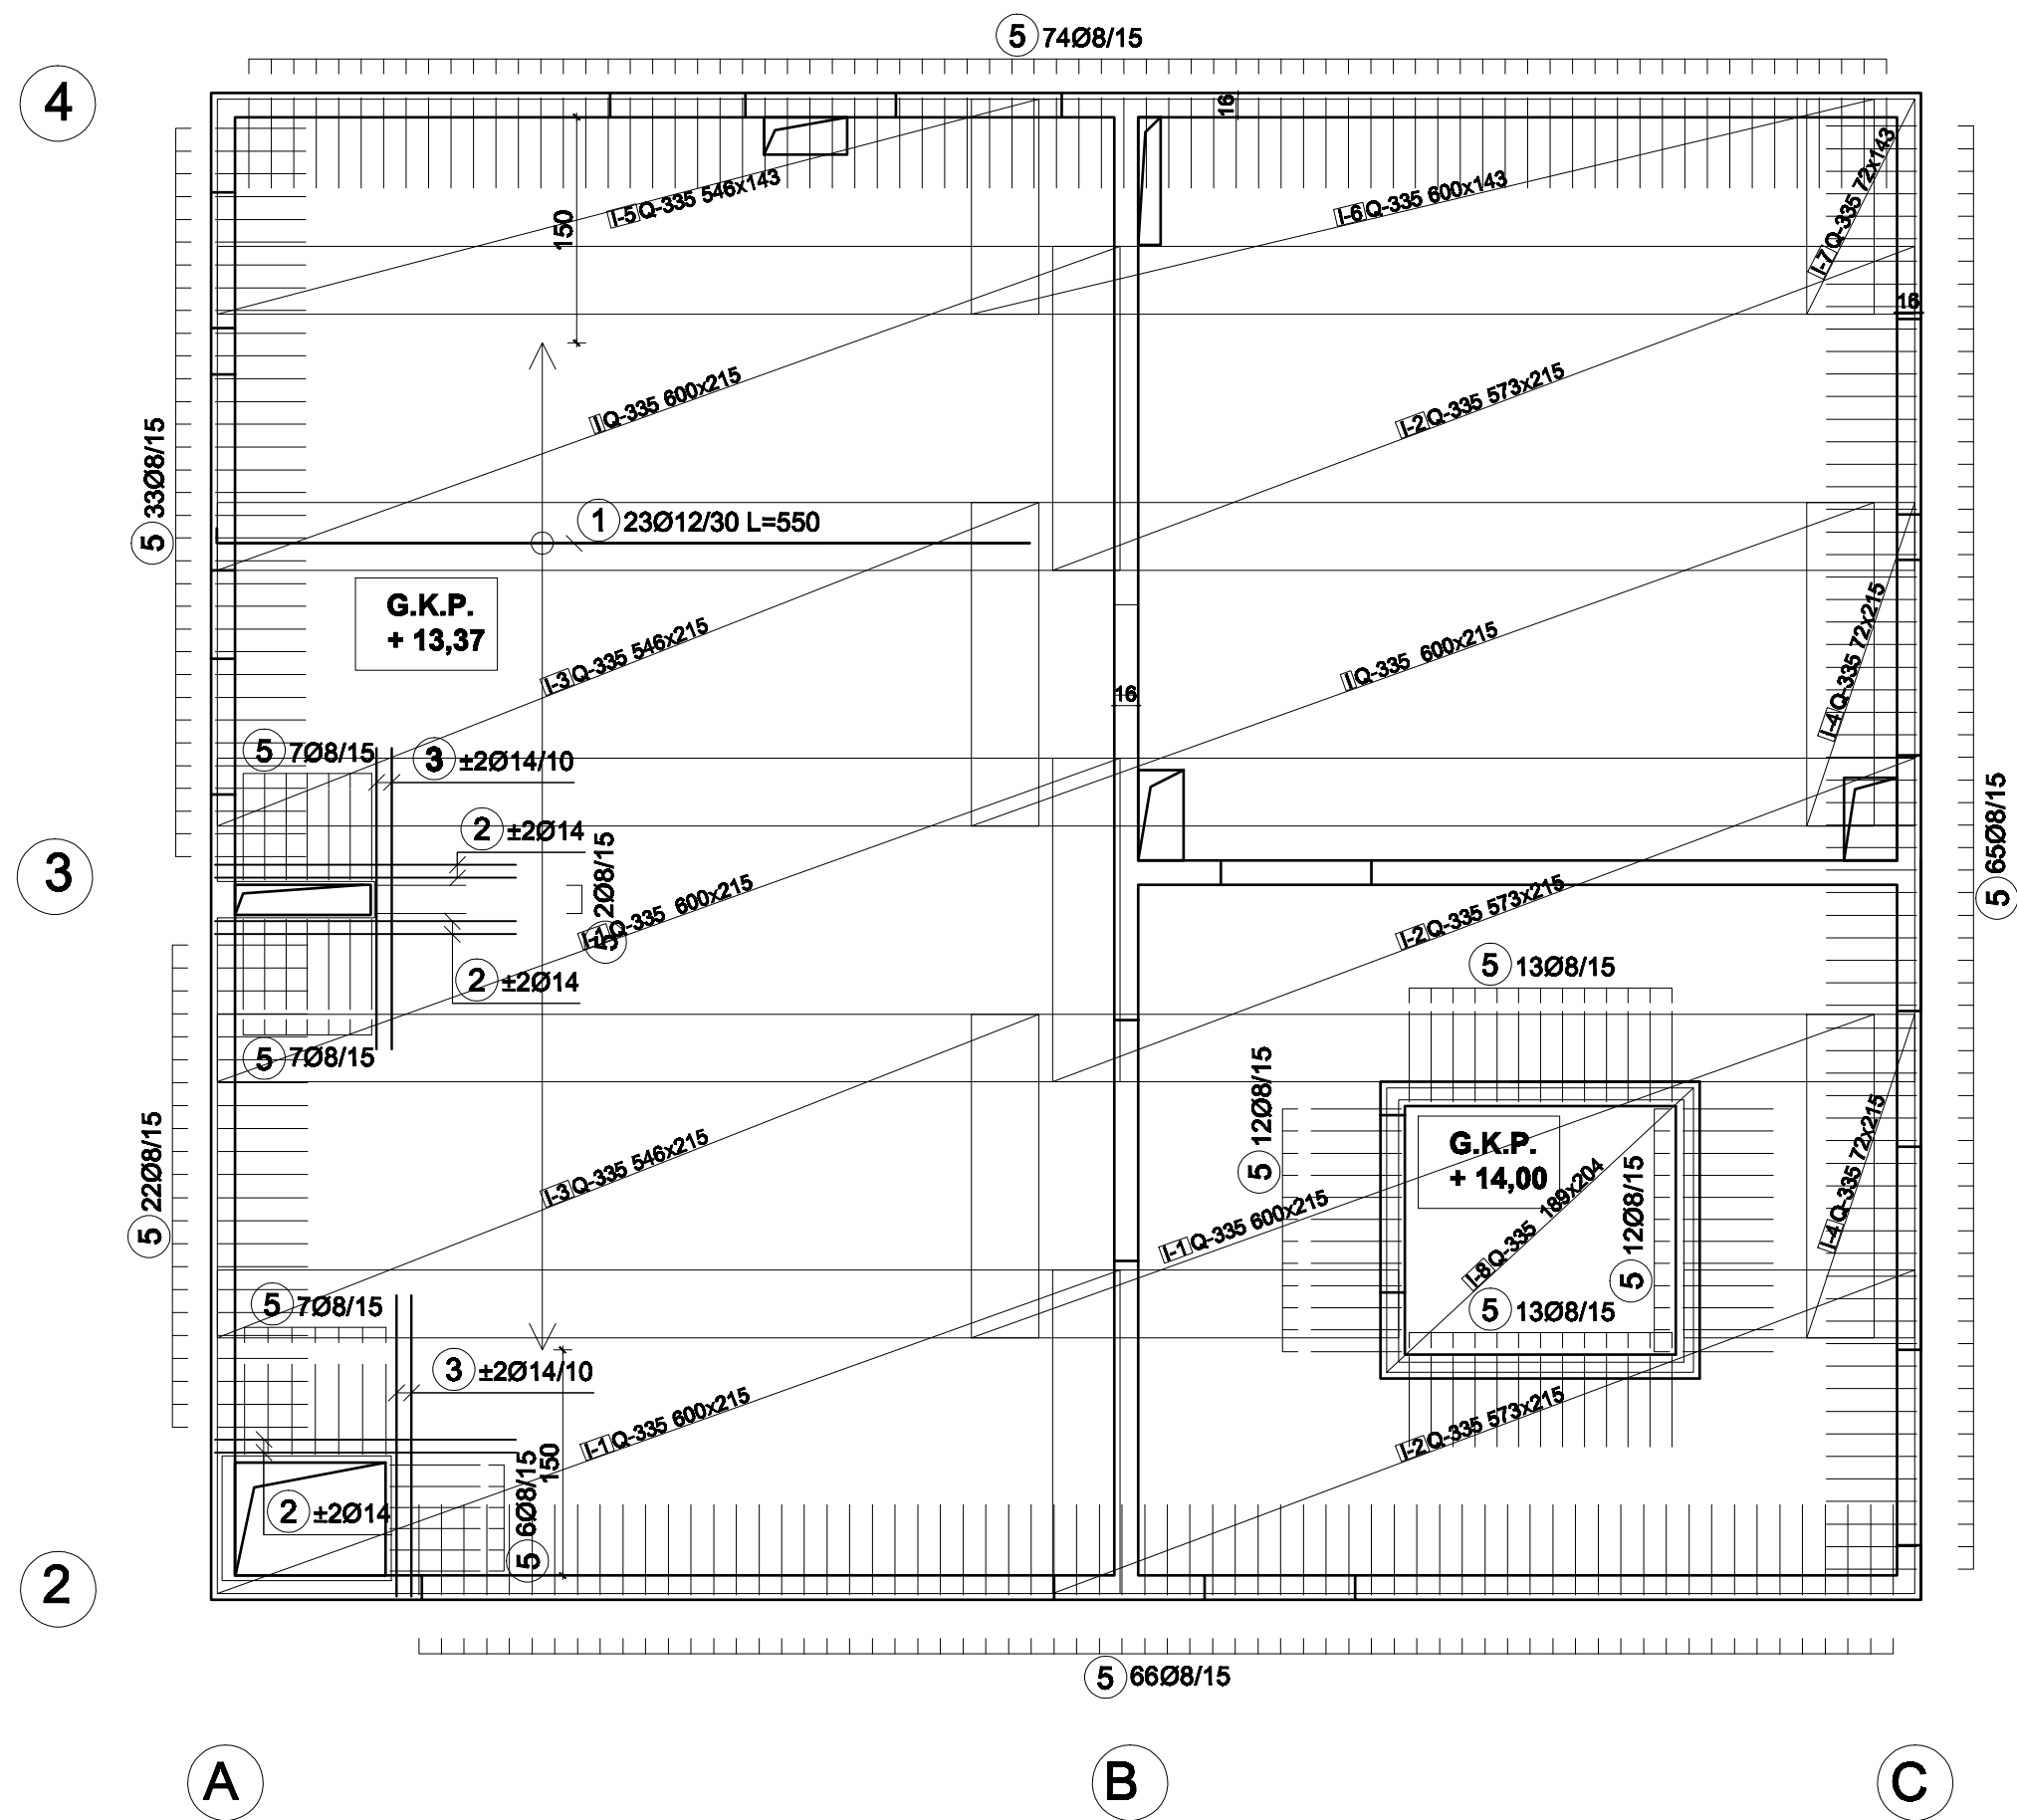 5 74Ø8/15
4
16
I-5 Q-335 546x143
150
I-6 Q-335 600x143
I-7 Q-335 72x143
16
I Q-335 600x215
I-2 Q-335 573x215
5 33Ø8/15
1 23Ø12/30 L=550
G.K.P.
+ 13,37
I-3 Q-335 546x215
16
I Q-335 600x215
I-4 Q-335 72x215
5 7Ø8/15
3 ±2Ø14/10
2 ±2Ø14
5 2Ø8/15
3
5 65Ø8/15
I-1 Q-335 600x215
I-2 Q-335 573x215
2 ±2Ø14
5 13Ø8/15
5 7Ø8/15
5 12Ø8/15
G.K.P.
+ 14,00
I-8 Q-335 189x204
5 12Ø8/15
5 13Ø8/15
5 22Ø8/15
I-3 Q-335 546x215
I-1 Q-335 600x215
I-4 Q-335 72x215
5 7Ø8/15
3 ±2Ø14/10
I-1 Q-335 600x215
I-2 Q-335 573x215
5 6Ø8/15
150
2 ±2Ø14
2
5 66Ø8/15
A
B
C